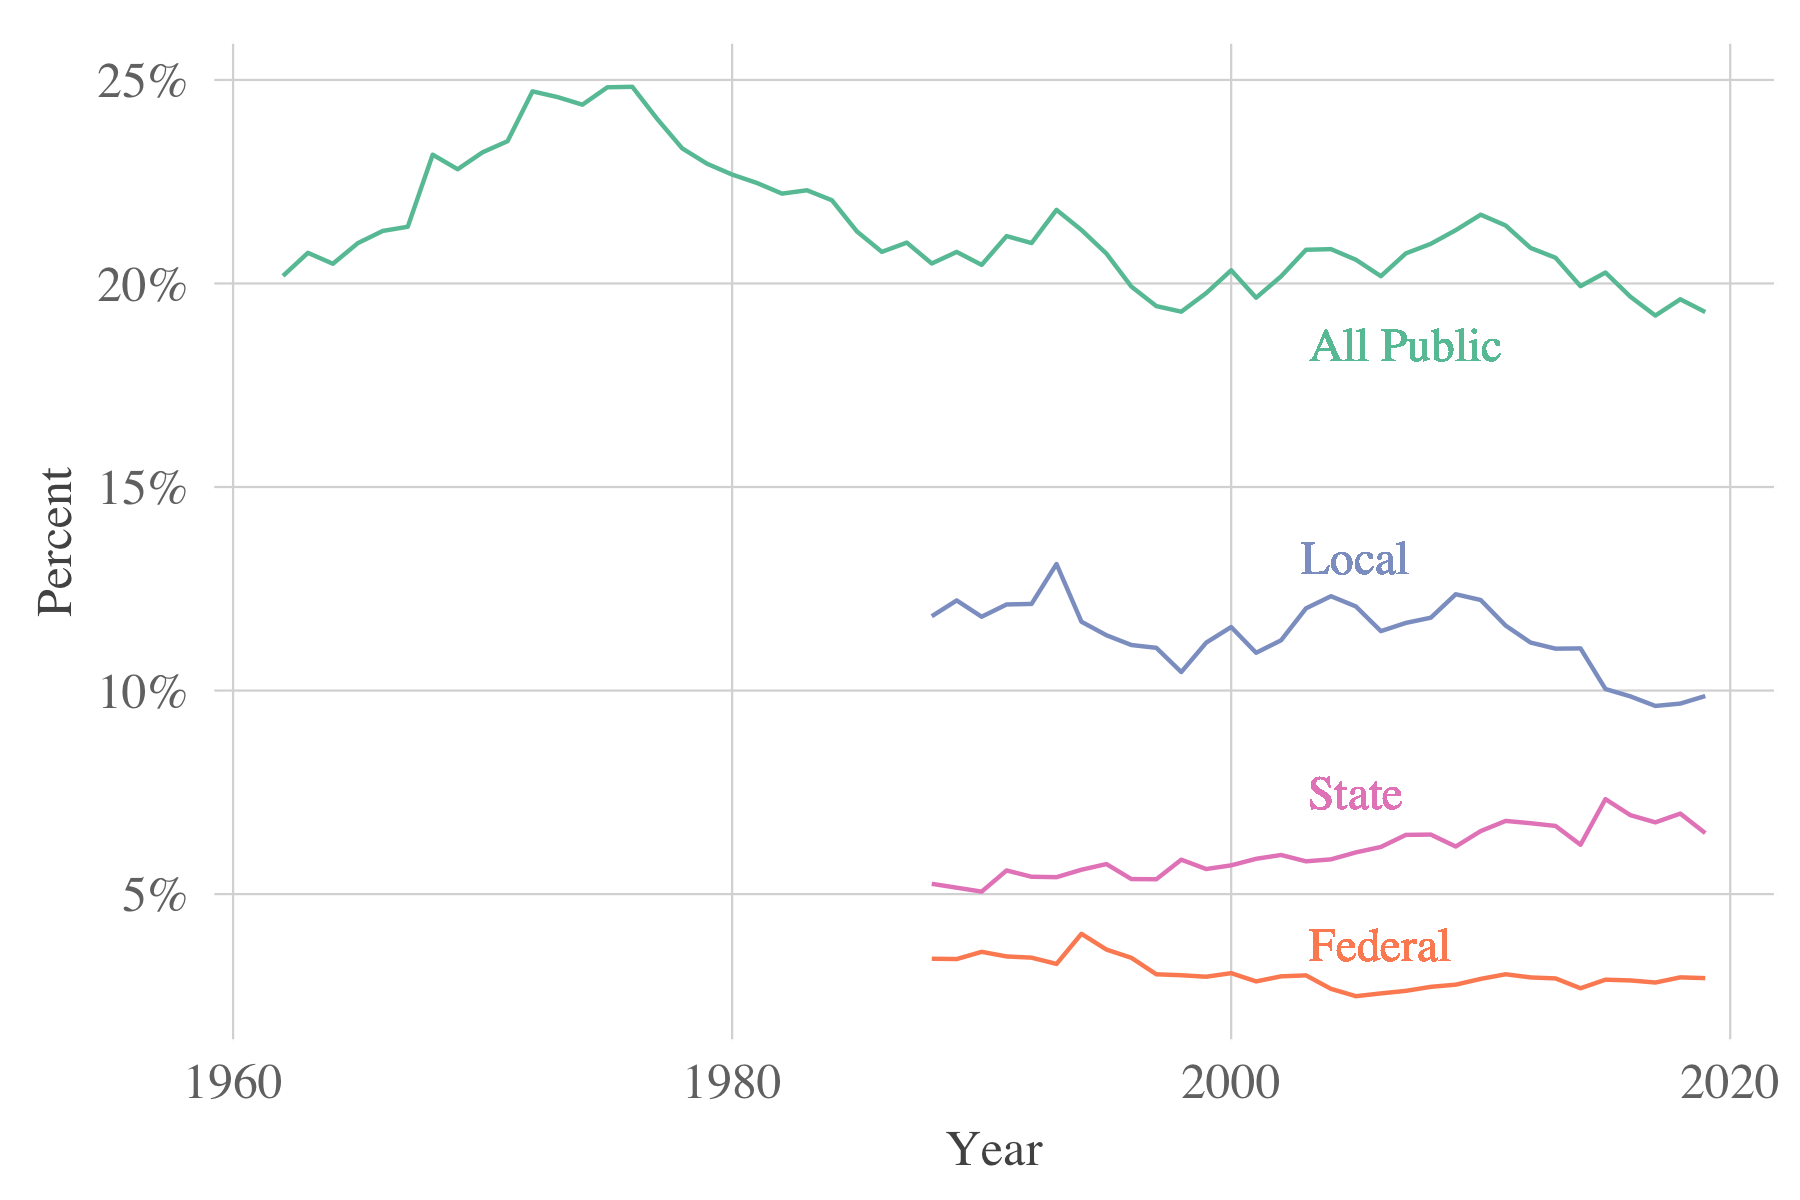 25%
20%
All Public
15%
Local
10%
State
5%
Federal
Percent
1960
1980
2000
2020
Year